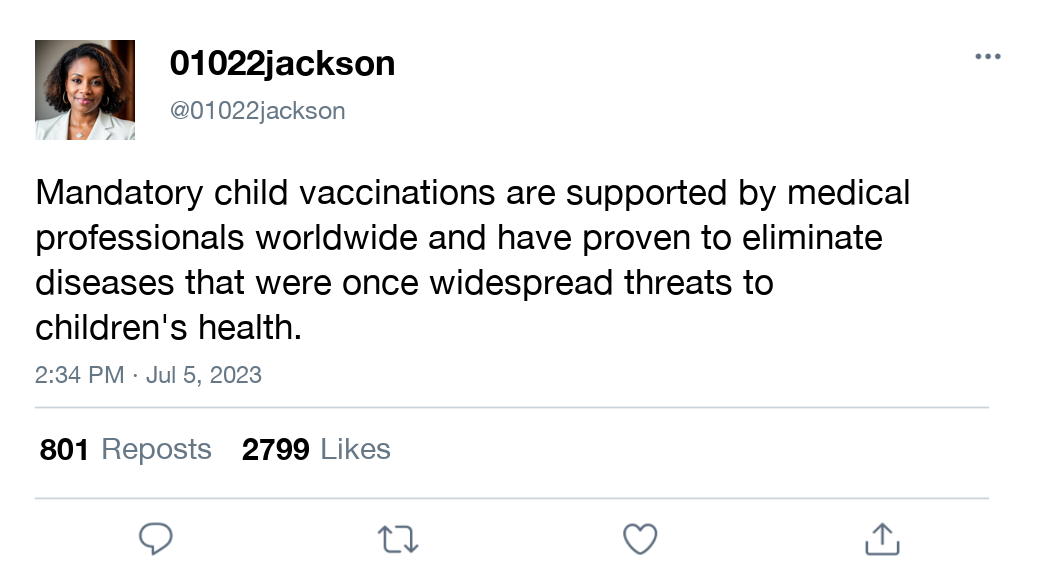 01022jackson
@01022jackson
Mandatory child vaccinations are supported by medical
professionals worldwide and have proven to eliminate
diseases that were once widespread threats to
children's health.
2:34 PM · Jul 5, 2023
801 Reposts 2799 Likes